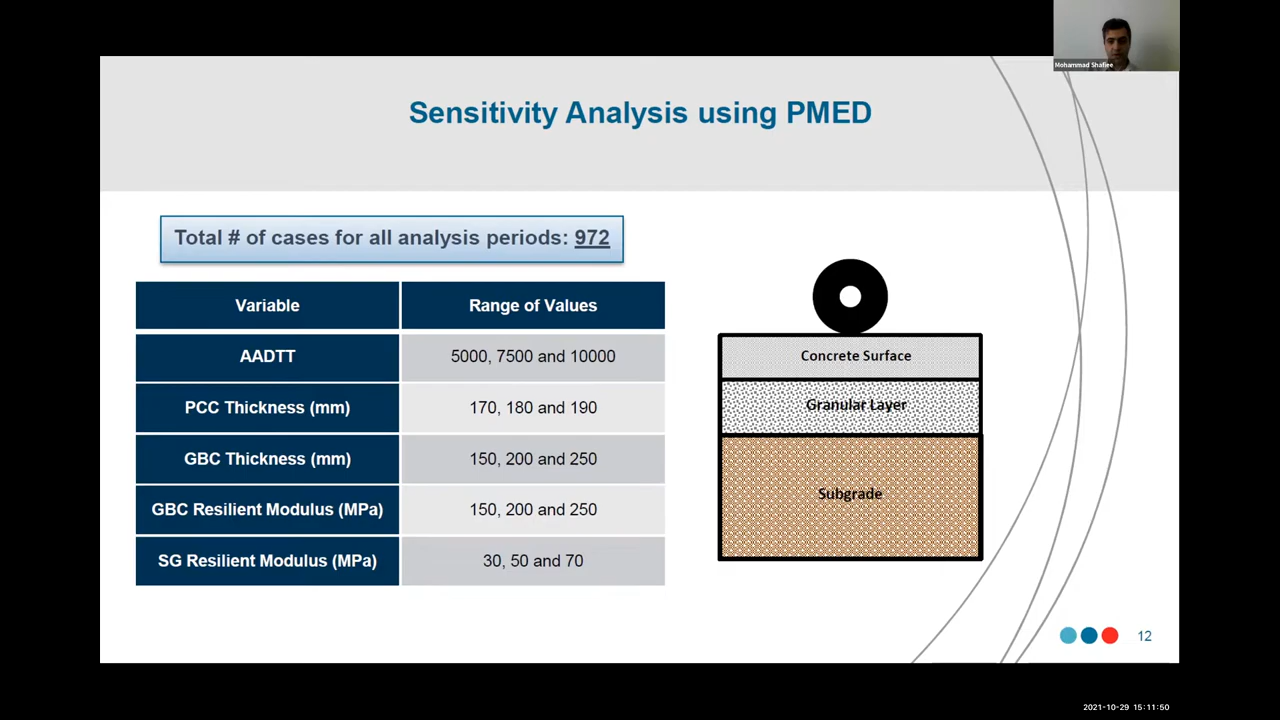 Mohammad Shafiee
Sensitivity Analysis using PMED
Total # of cases for all analysis periods: 972
Variable Range of Values
AADTT 5000, 7500 and 10000
PCC Thickness (mm) 170, 180 and 190
GBC Thickness (mm) 150, 200 and 250
GBC Resilient Modulus (MPa) 150, 200 and 250
SG Resilient Modulus (MPa) 30, 50 and 70
Concrete Surface
Granular Layer
Subgrade
12
2021-10-29 15:11:50